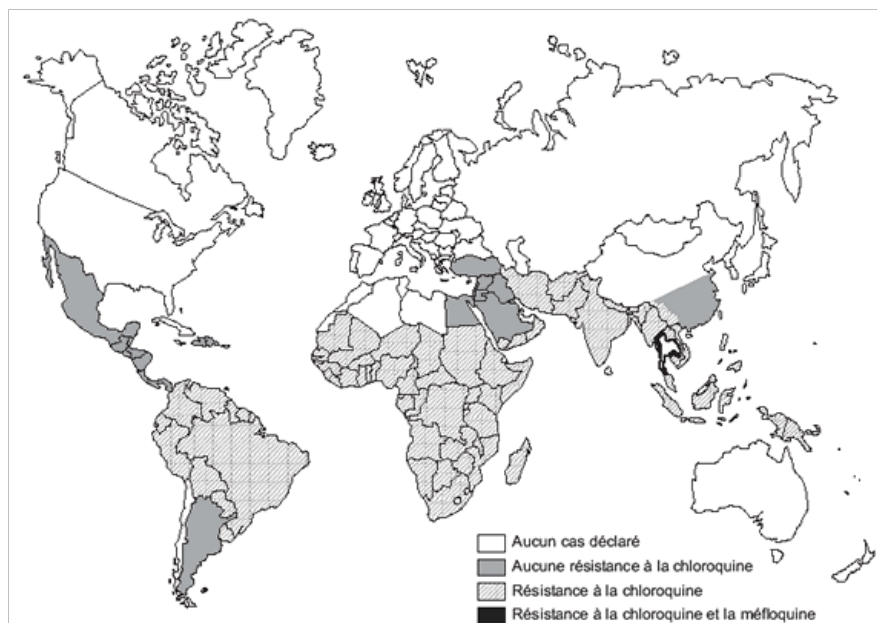 Aucun cas déclaré
Aucune résistance à la chloroquine
Résistance à la chloroquine
Résistance à la chloroquine et la méfloquine